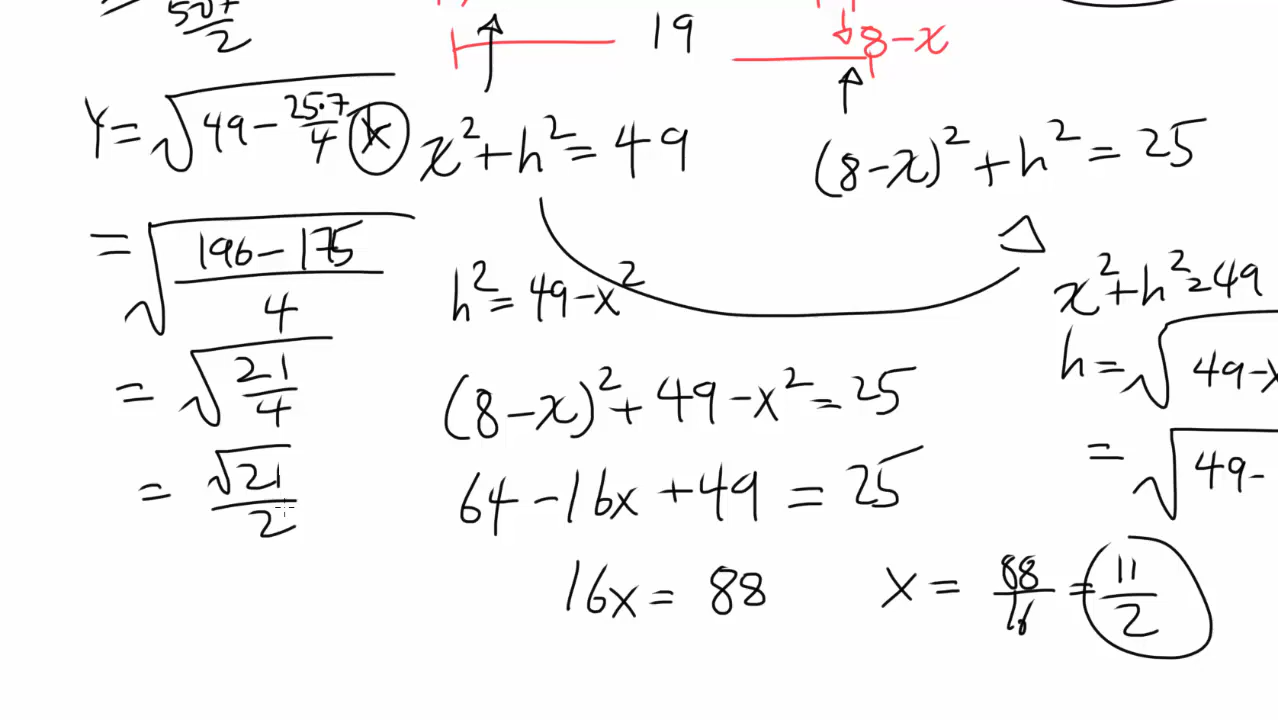 19
8-x
Y = √49 - 25·7/4
x² + h² = 49
(8-x)² + h² = 25
= √196-175/4
h² = 49-x²
x²+h²=49
= √21/4
(8-x)² + 49-x² = 25
h = √49-x
= √21/2
64 - 16x + 49 = 25
= √49-
16x = 88
x = 88/16 = 11/2